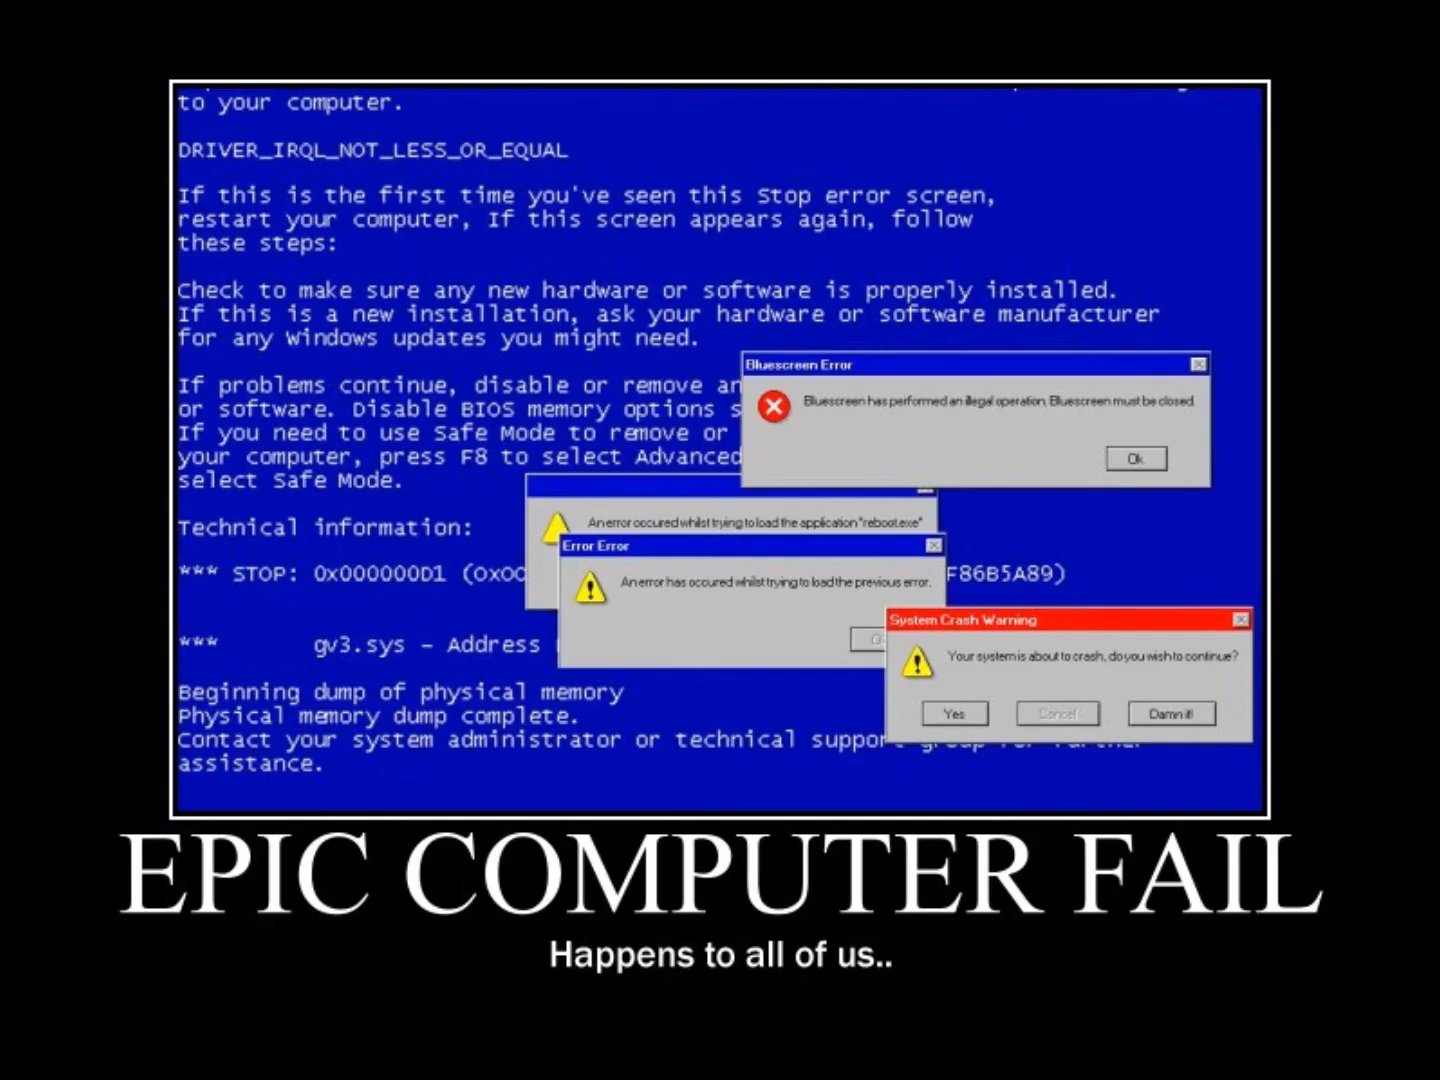 to your computer.
DRIVER_IRQL_NOT_LESS_OR_EQUAL
If this is the first time you've seen this Stop error screen,
restart your computer, If this screen appears again, follow
these steps:
Check to make sure any new hardware or software is properly installed.
If this is a new installation, ask your hardware or software manufacturer
for any Windows updates you might need.
If problems continue, disable or remove
or software. Disable BIOS memory options
If you need to use Safe Mode to remove or
your computer, press F8 to select Advanced
select Safe Mode.
Technical information:
*** STOP: 0x000000D1 (0x00
F86B5A89)
*** gv3.sys - Address
Beginning dump of physical memory
Physical memory dump complete.
Contact your system administrator or technical support group for further
assistance.
Bluescreen Error
Bluescreen has performed an illegal operation. Bluescreen must be closed.
Ok
An error occured whilst trying to load the application "reboot.exe"
Error Error
An error has occured whilst trying to load the previous error.
System Crash Warning
Your system is about to crash, do you wish to continue?
Yes
Cancel
Damn it!
EPIC COMPUTER FAIL
Happens to all of us..